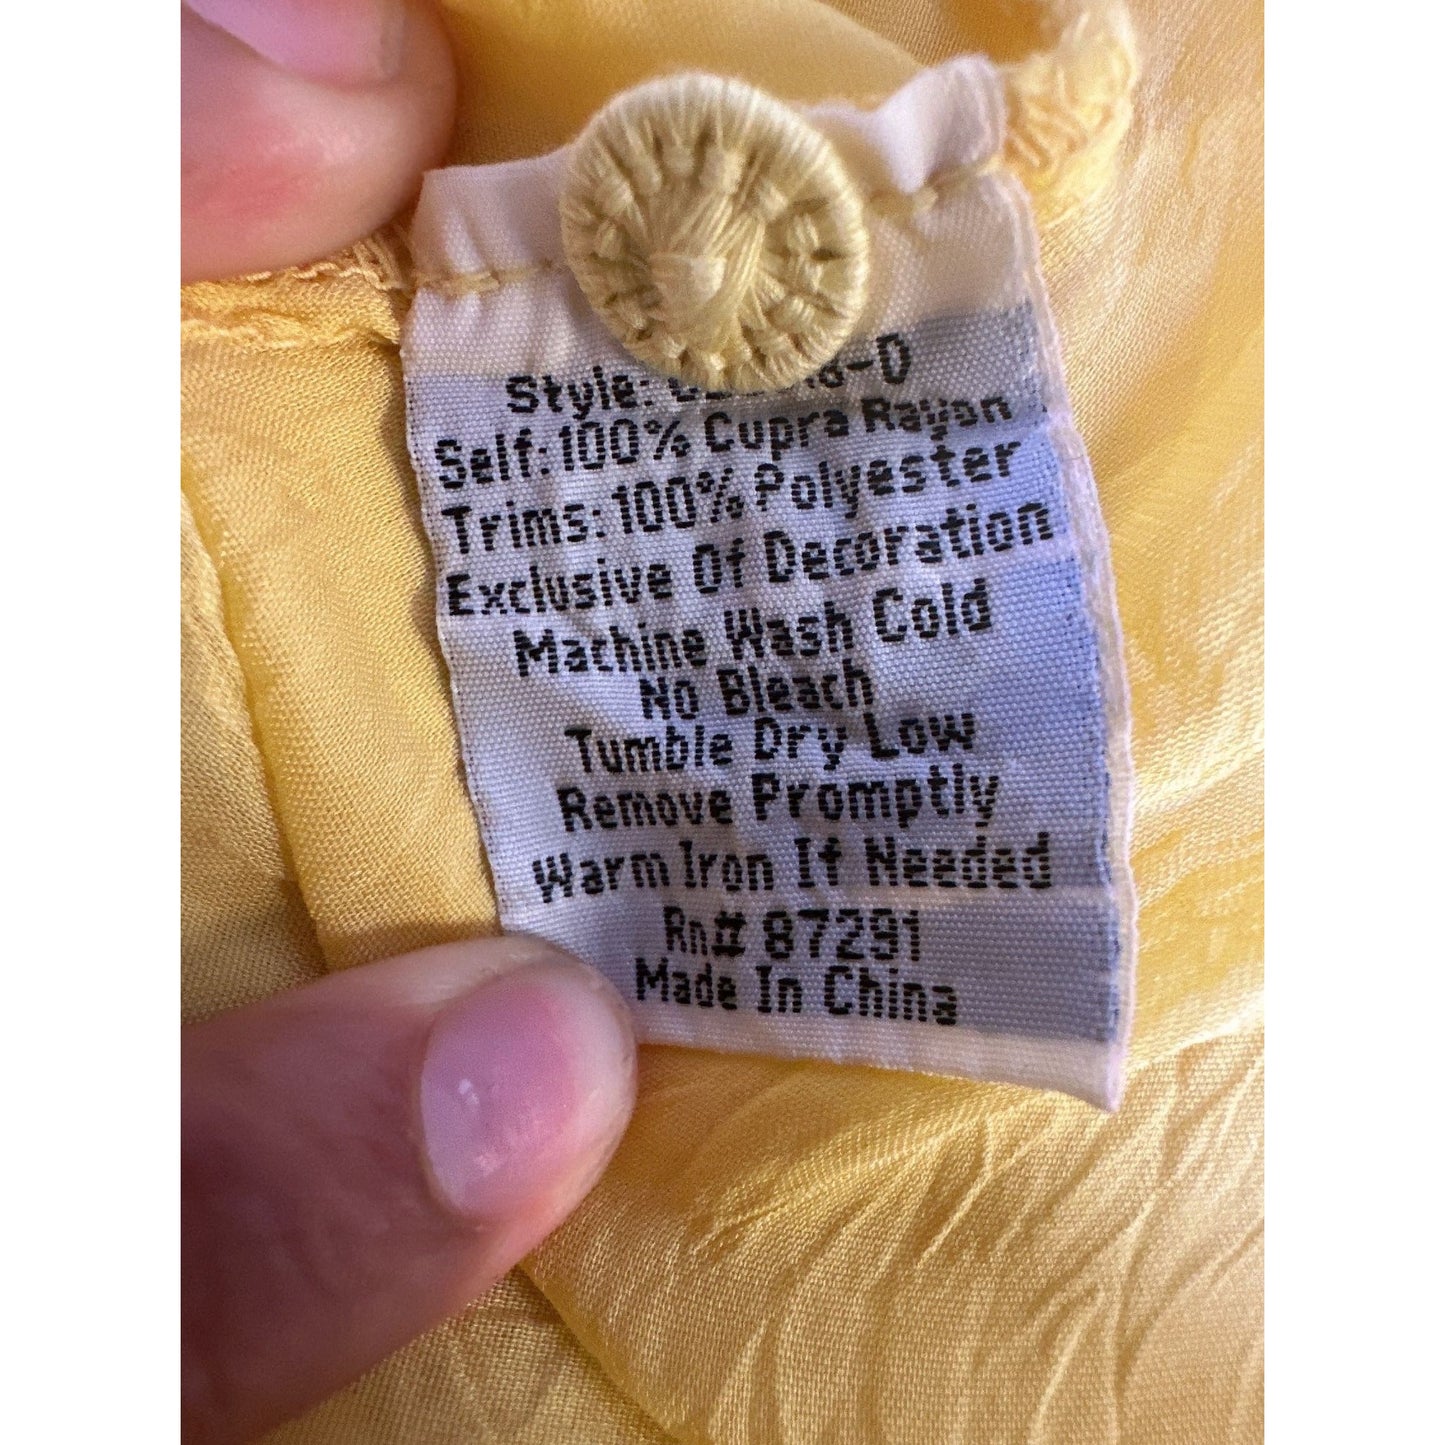 Style:
Self: 100% Cupra Rayon
Trims: 100% Polyester
Exclusive Of Decoration
Machine Wash Cold
No Bleach
Tumble Dry Low
Remove Promptly
Warm Iron If Needed
Rn# 87291
Made In China